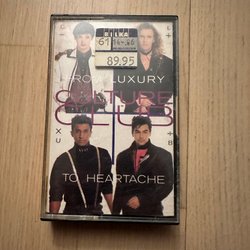 BILKA
89,95
FROM LUXURY
CULTURE
CLUB
TO HEARTACHE